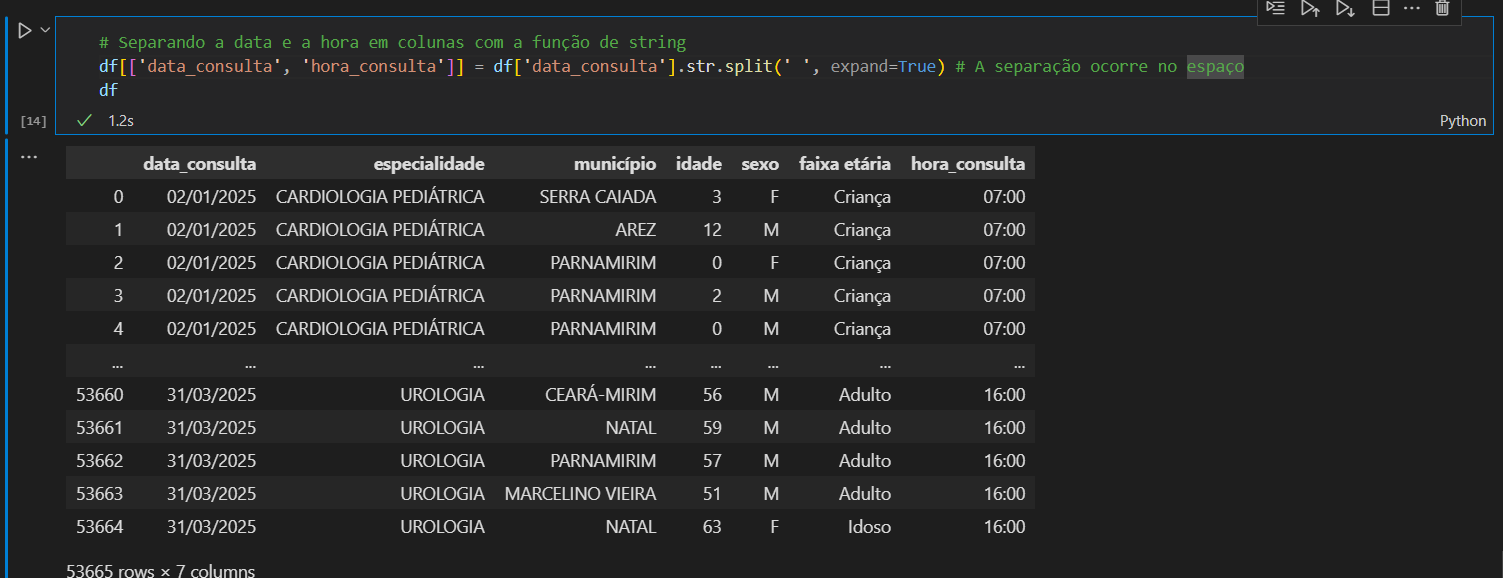 # Separando a data e a hora em colunas com a função de string
df[['data_consulta', 'hora_consulta']] = df['data_consulta'].str.split(' ', expand=True) # A separação ocorre no espaço
df
[14] 1.2s Python
...
data_consulta especialidade município idade sexo faixa etária hora_consulta
0 02/01/2025 CARDIOLOGIA PEDIÁTRICA SERRA CAIADA 3 F Criança 07:00
1 02/01/2025 CARDIOLOGIA PEDIÁTRICA AREZ 12 M Criança 07:00
2 02/01/2025 CARDIOLOGIA PEDIÁTRICA PARNAMIRIM 0 F Criança 07:00
3 02/01/2025 CARDIOLOGIA PEDIÁTRICA PARNAMIRIM 2 M Criança 07:00
4 02/01/2025 CARDIOLOGIA PEDIÁTRICA PARNAMIRIM 0 M Criança 07:00
... ... ... ... ... ... ... ...
53660 31/03/2025 UROLOGIA CEARÁ-MIRIM 56 M Adulto 16:00
53661 31/03/2025 UROLOGIA NATAL 59 M Adulto 16:00
53662 31/03/2025 UROLOGIA PARNAMIRIM 57 M Adulto 16:00
53663 31/03/2025 UROLOGIA MARCELINO VIEIRA 51 M Adulto 16:00
53664 31/03/2025 UROLOGIA NATAL 63 F Idoso 16:00
53665 rows × 7 columns